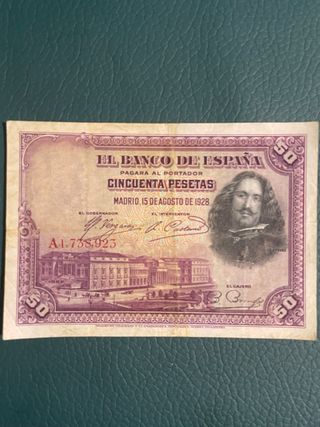 50
EL BANCO DE ESPAÑA
PAGARÁ AL PORTADOR
CINCUENTA PESETAS
MADRID, 15 DE AGOSTO DE 1928
EL GOBERNADOR EL INTERVENTOR
A1,738,923
EL CAJERO
50 50